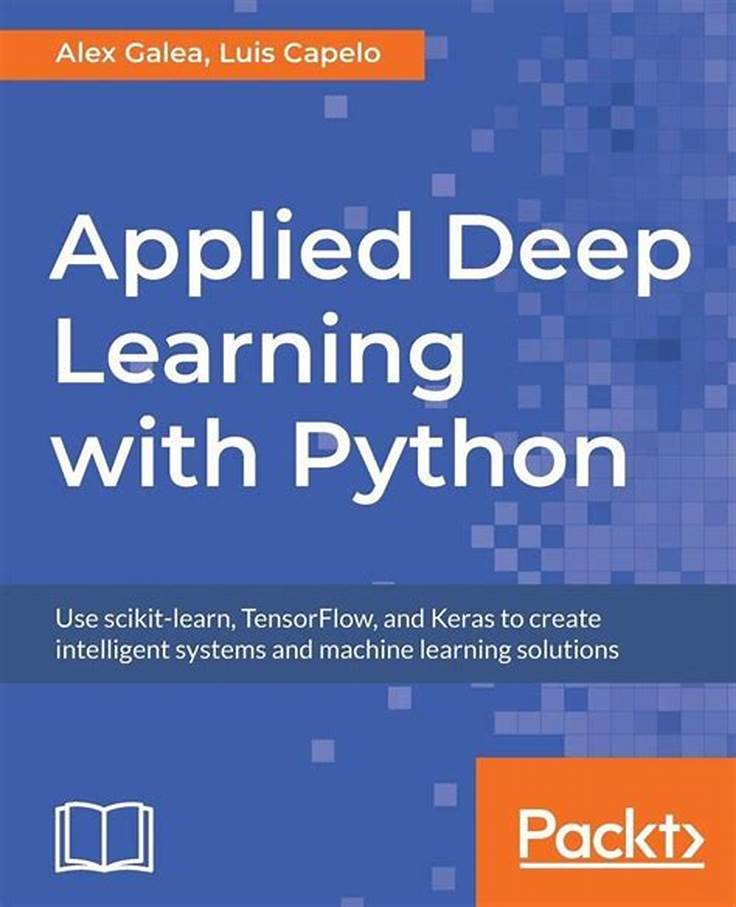 Alex Galea, Luis Capelo
Applied Deep
Learning
with Python
Use scikit-learn, TensorFlow, and Keras to create
intelligent systems and machine learning solutions
Packt>